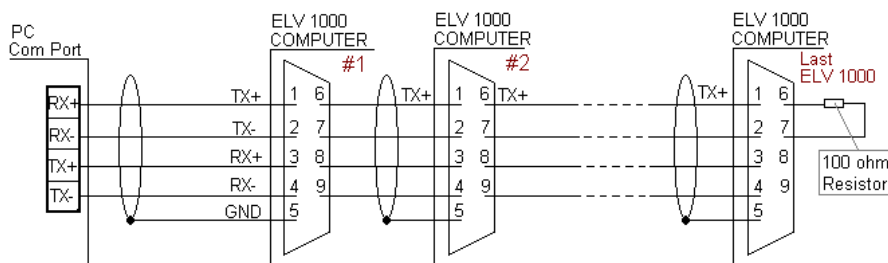 PC
Com Port
RX+
RX-
TX+
TX-
TX+
TX-
RX+
RX-
GND
ELV 1000
COMPUTER
#1
1 6
2 7
3 8
4 9
5
TX+
ELV 1000
COMPUTER
#2
1 6
2 7
3 8
4 9
5
TX+
TX+
ELV 1000
COMPUTER
Last
ELV 1000
1 6
2 7
3 8
4 9
5
100 ohm
Resistor